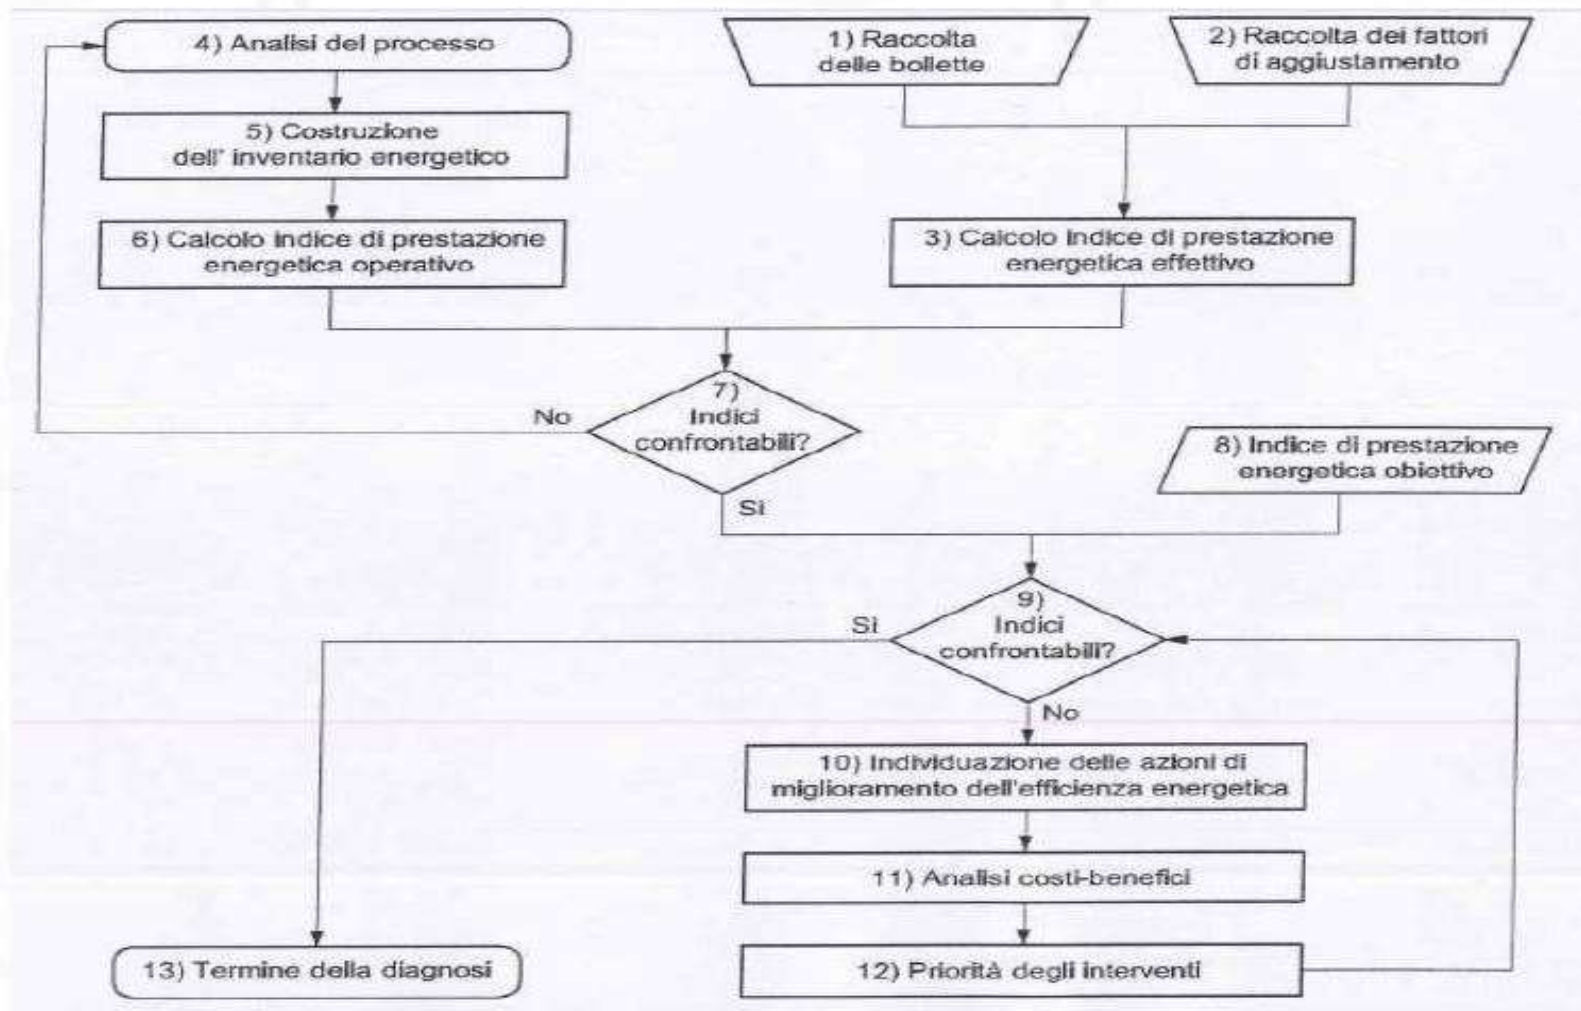 4) Analisi del processo
1) Raccolta
delle bollette
2) Raccolta dei fattori
di aggiustamento
5) Costruzione
dell' inventario energetico
6) Calcolo indice di prestazione
energetica operativo
3) Calcolo indice di prestazione
energetica effettivo
7)
Indici
confrontabili?
No
Sì
8) Indice di prestazione
energetica obiettivo
9)
Indici
confrontabili?
Sì
No
10) Individuazione delle azioni di
miglioramento dell'efficienza energetica
11) Analisi costi-benefici
12) Priorità degli interventi
13) Termine della diagnosi